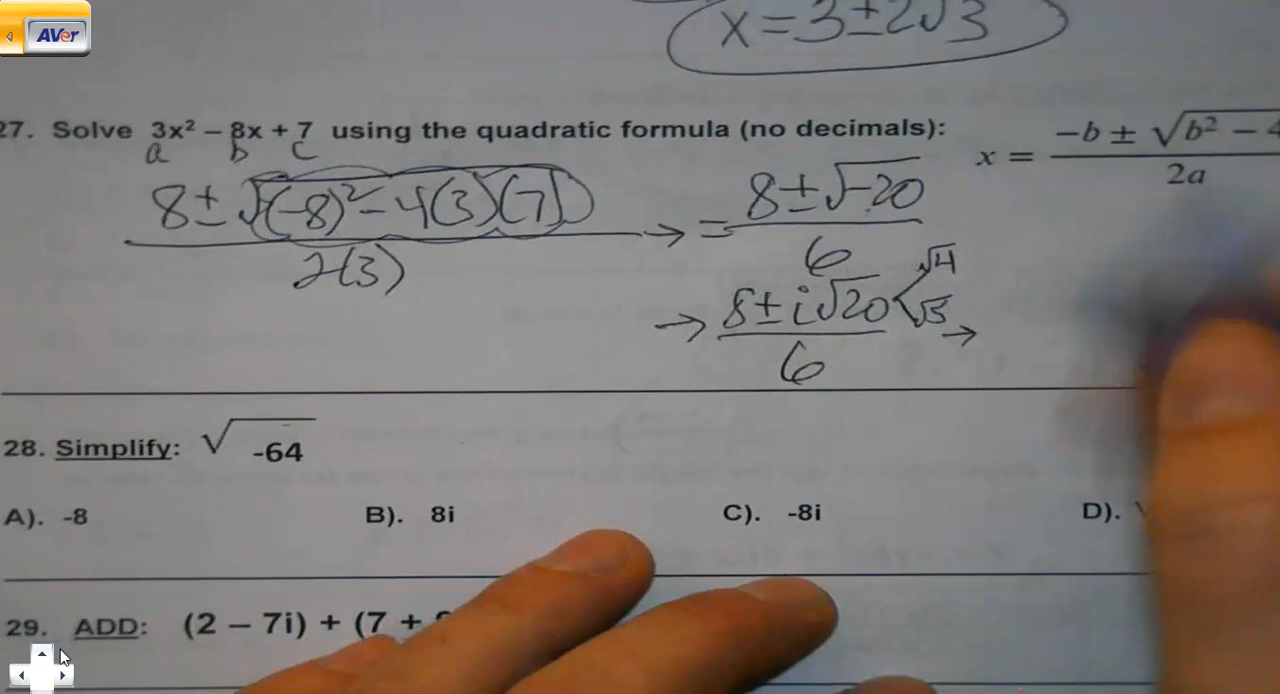 AVer
x = 3 ± 2√3
27. Solve 3x² – 8x + 7 using the quadratic formula (no decimals):
a b c
x = (−b ± √(b² − 4
2a
8 ± √((-8)² - 4(3)(7))
2(3)
→ = 8 ± √-20
6
√4
→ 8 ± i√20 < √5 →
6
28. Simplify: √-64
A). -8 B). 8i C). -8i D).
29. ADD: (2 – 7i) + (7 +